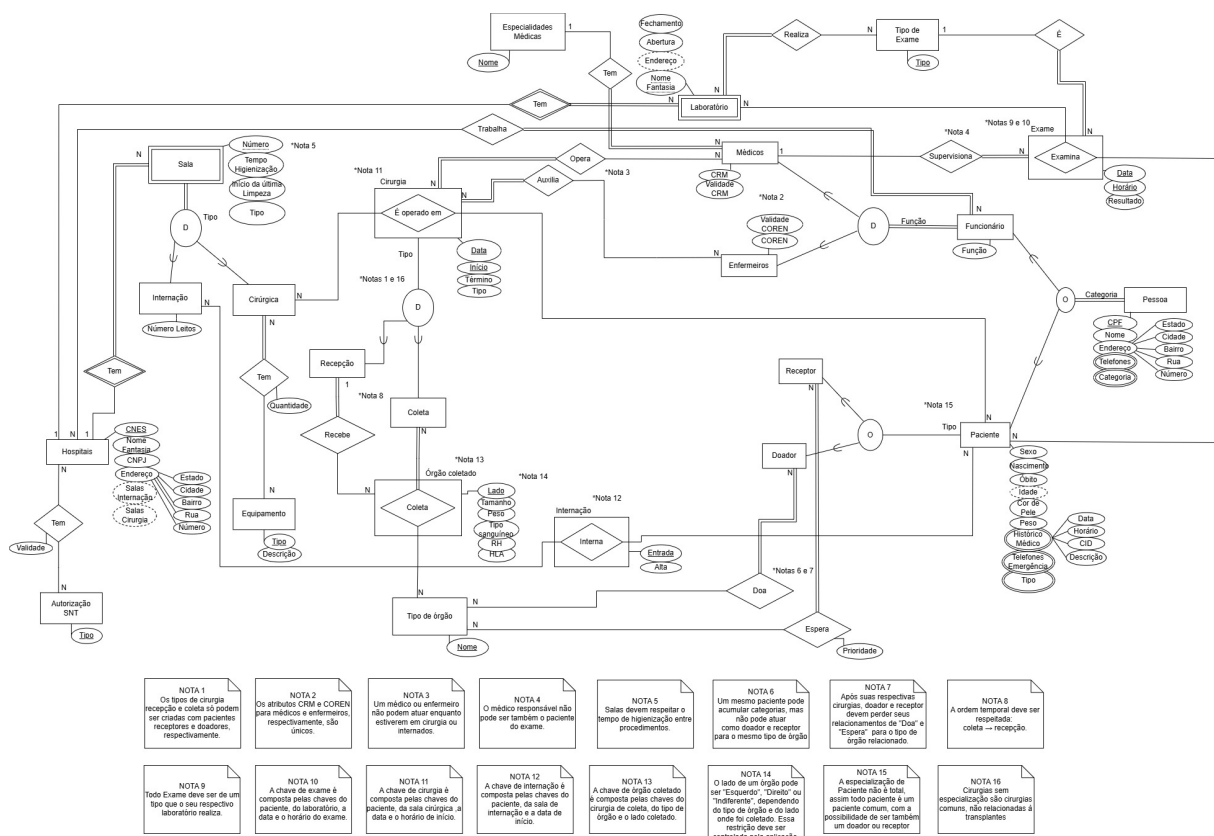 Especialidades
Médicas
1
Nome
Tem
N
Fechamento
Abertura
Endereço
Nome
Fantasia
Laboratório
N
Realiza
N
Tipo de
Exame
1
Tipo
É
N
Tem
N
N
N
Trabalha
N
*Notas 9 e 10
Exame
Examina
Data
Horário
Resultado
*Nota 4
Supervisiona
N
Médicos
1
N
CRM
Validade
CRM
Opera
N
*Nota 3
Auxilia
N
*Nota 2
Validade
COREN
COREN
Enfermeiros
N
D
Função
Funcionário
N
Função
Sala
N
Número
Tempo
Higienização
Início da última
Limpeza
Tipo
*Nota 5
Tipo
D
Internação
N
Número Leitos
Cirúrgica
N
N
*Nota 11
Cirurgia
É operado em
N
Data
Início
Término
Tipo
Tipo
*Notas 1 e 16
D
O
Categoria
Pessoa
CPF
Nome
Endereço
Telefones
Categoria
Estado
Cidade
Bairro
Rua
Número
Tem
Tem
Quantidade
Recepção
1
*Nota 8
Recebe
N
Coleta
N
*Nota 13
Órgão coletado
*Nota 14
Coleta
Lado
Tamanho
Peso
Tipo
sanguíneo
RH
HLA
Receptor
N
Doador
N
O
Tipo
*Nota 15
Paciente
N
N
N
N
Sexo
Nascimento
Óbito
Idade
Cor de
Pele
Peso
Histórico
Médico
Telefones
Emergência
Tipo
Data
Horário
CID
Descrição
1
N
1
Hospitais
N
CNES
Nome
Fantasia
CNPJ
Endereço
Salas
Internação
Salas
Cirurgia
Estado
Cidade
Bairro
Rua
Número
Tem
Validade
N
Autorização
SNT
Tipo
N
Equipamento
Tipo
Descrição
Internação
*Nota 12
Interna
Entrada
Alta
*Notas 6 e 7
Doa
N
N
Tipo de órgão
N
Nome
Espera
Prioridade
NOTA 1
Os tipos de cirurgia
recepção e coleta só podem
ser criadas com pacientes
receptores e doadores,
respectivamente.
NOTA 2
Os atributos CRM e COREN
para médicos e enfermeiros,
respectivamente, são
únicos.
NOTA 3
Um médico ou enfermeiro
não podem atuar enquanto
estiverem em cirurgia ou
internados.
NOTA 4
O médico responsável não
pode ser também o paciente
do exame.
NOTA 5
Salas devem respeitar o
tempo de higienização entre
procedimentos.
NOTA 6
Um mesmo paciente pode
acumular categorias, mas
não pode atuar
como doador e receptor
para o mesmo tipo de órgão
NOTA 7
Após suas respectivas
cirurgias, doador e receptor
devem perder seus
relacionamentos de "Doa" e
"Espera" para o tipo de
órgão relacionado.
NOTA 8
A ordem temporal deve ser
respeitada:
coleta → recepção.
NOTA 9
Todo Exame deve ser de um
tipo que o seu respectivo
laboratório realiza.
NOTA 10
A chave de exame é
composta pelas chaves do
paciente, do laboratório, a
data e o horário do exame.
NOTA 11
A chave de cirurgia é
composta pelas chaves do
paciente, da sala cirúrgica ,a
data e o horário de início.
NOTA 12
A chave de internação é
composta pelas chaves do
paciente, da sala de
internação e a data de
início.
NOTA 13
A chave de órgão coletado
é composta pelas chaves do
cirurgia de coleta, do tipo de
órgão e o lado coletado.
NOTA 14
O lado de um órgão pode
ser "Esquerdo", "Direito" ou
"Indiferente", dependendo
do tipo de órgão e do lado
onde foi coletado. Essa
restrição deve ser
NOTA 15
A especialização de
Paciente não é total,
assim todo paciente é um
paciente comum, com a
possibilidade de ser também
um doador ou receptor
NOTA 16
Cirurgias sem
especialização são cirurgias
comuns, não relacionadas á
transplantes